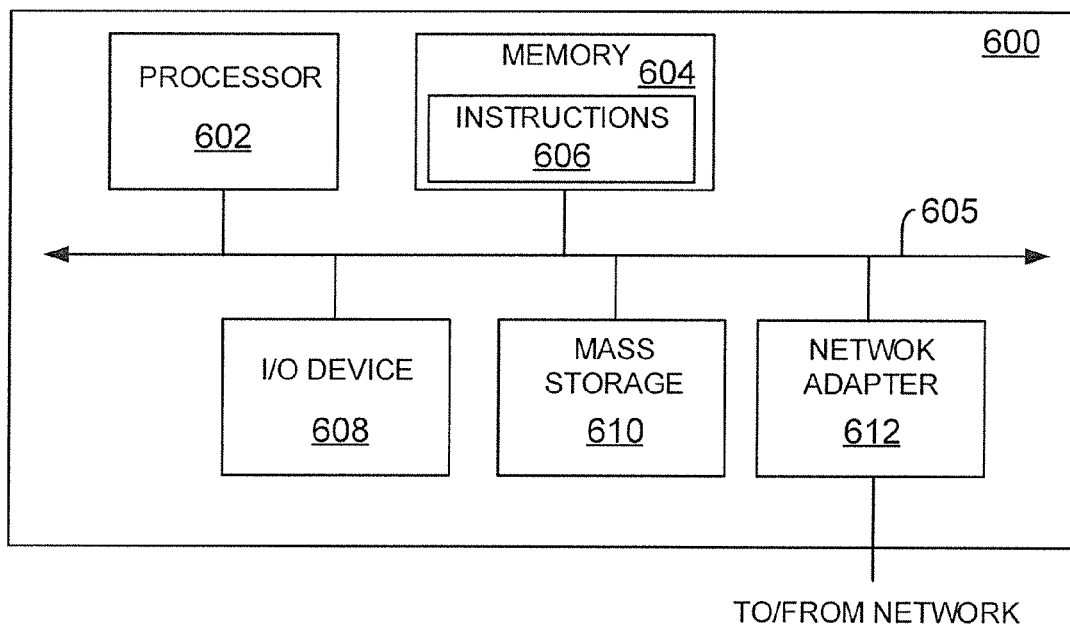 600
PROCESSOR
602
MEMORY
604
INSTRUCTIONS
606
605
I/O DEVICE
608
MASS
STORAGE
610
NETWOK
ADAPTER
612
TO/FROM NETWORK